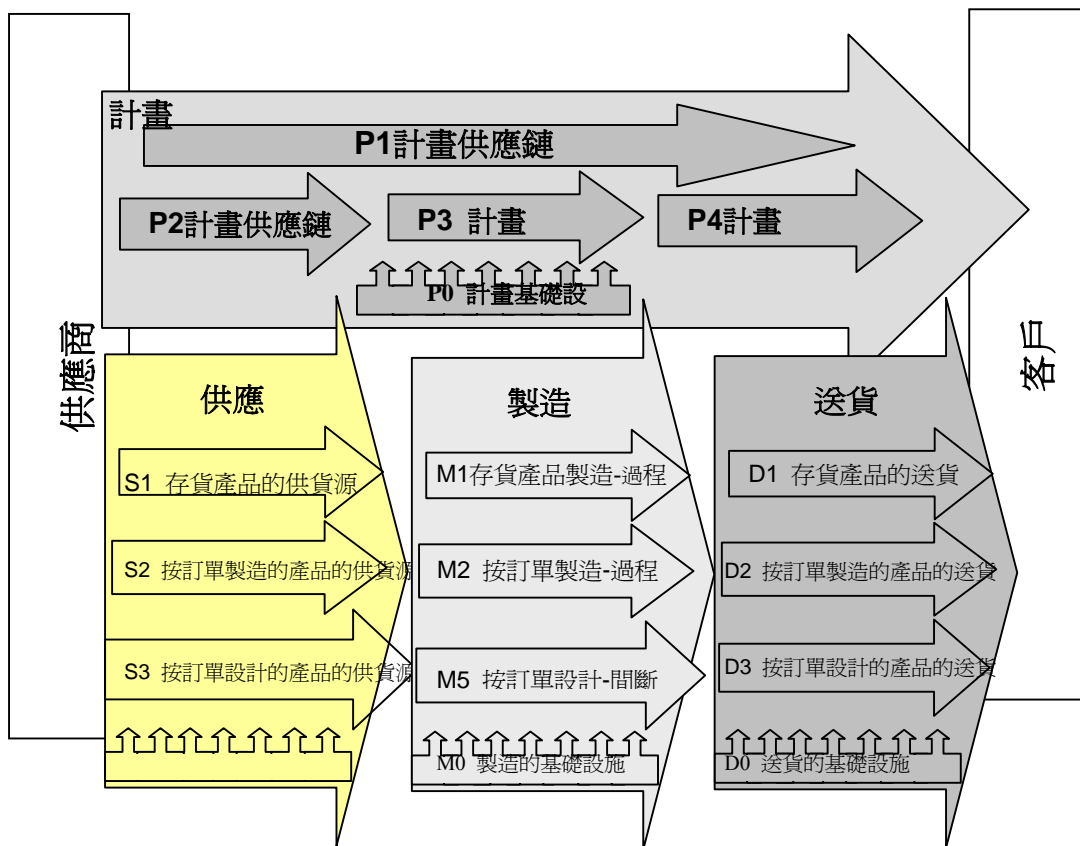 供應商
計畫
P1計畫供應鏈
P2計畫供應鏈
P3 計畫
P4計畫
P0 計畫基礎設
客戶
供應
S1 存貨產品的供貨源
S2 按訂單製造的產品的供貨源
S3 按訂單設計的產品的供貨源
製造
M1存貨產品製造-過程
M2 按訂單製造-過程
M5 按訂單設計-間斷
M0 製造的基礎設施
送貨
D1 存貨產品的送貨
D2 按訂單製造的產品的送貨
D3 按訂單設計的產品的送貨
D0 送貨的基礎設施